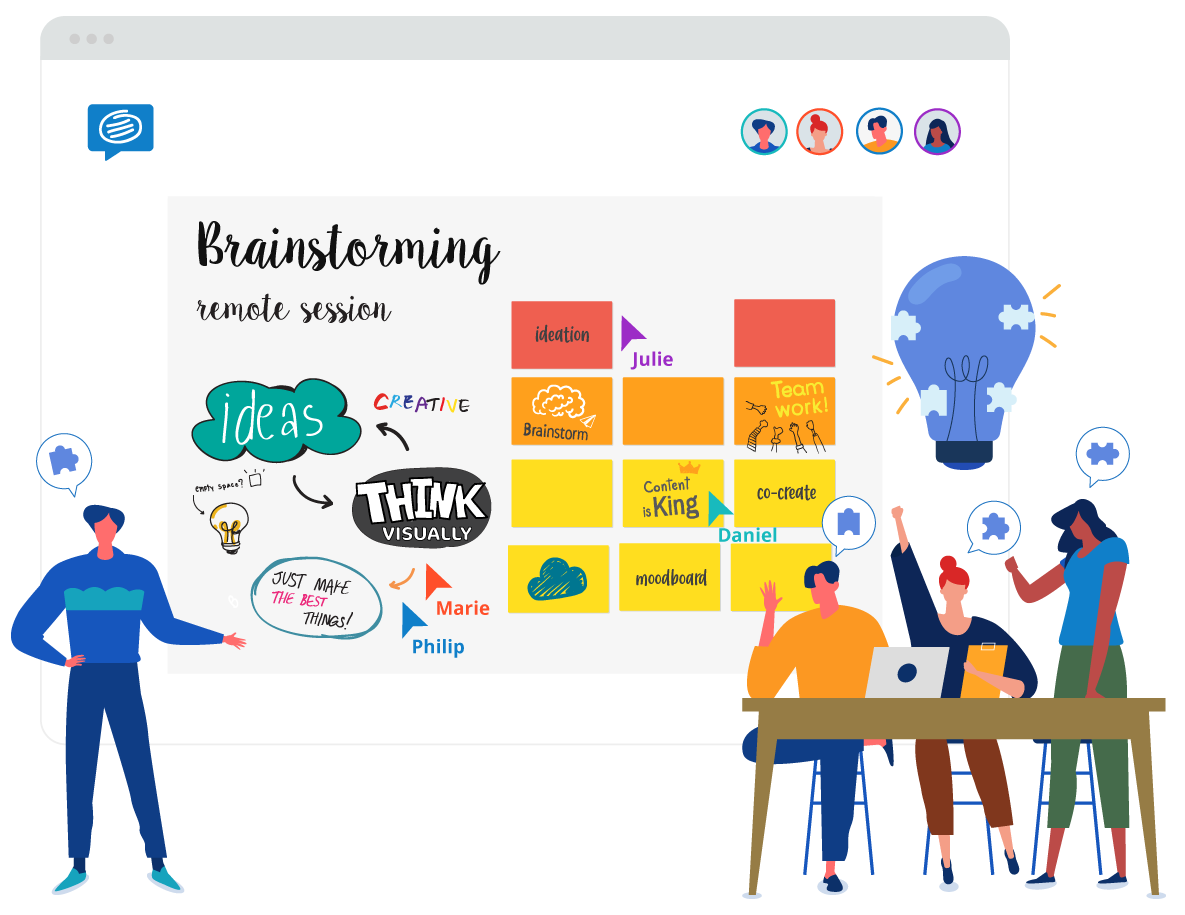 Brainstorming
remote session
ideas
CREATIVE
empty space?
THINK
VISUALLY
JUST MAKE
THE BEST
THINGS!
Marie
Philip
ideation
Julie
Brainstorm
Team
work!
Content
is King
co-create
Daniel
moodboard